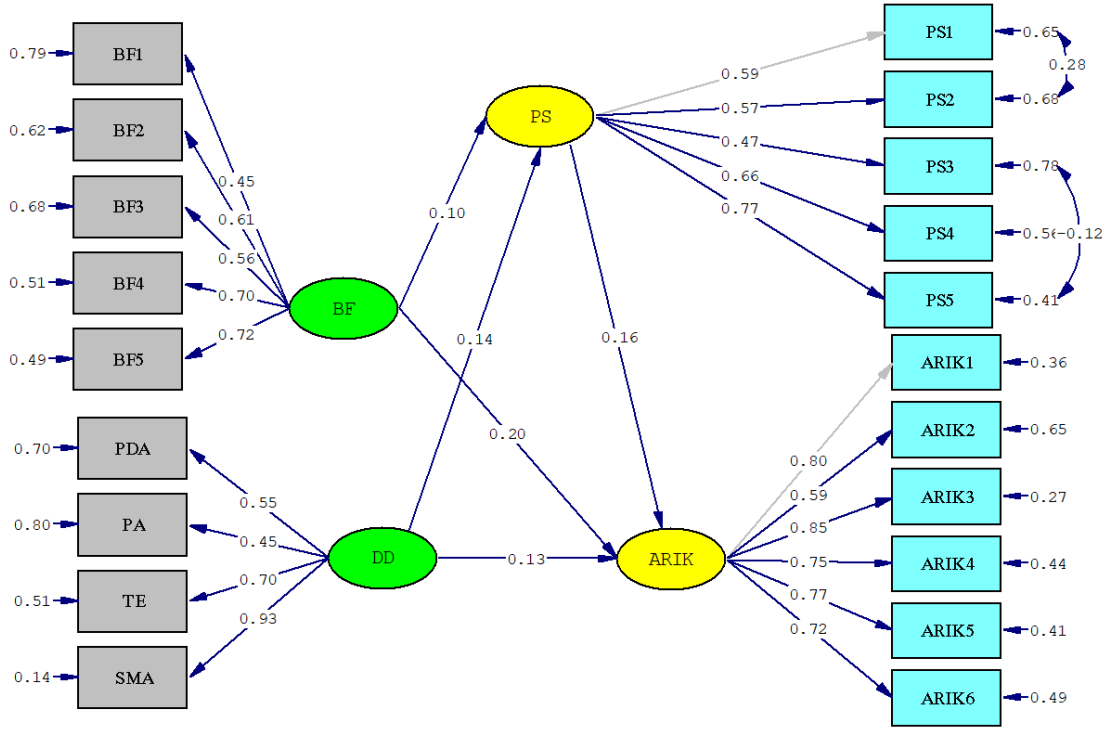 0.79
BF1
0.62
BF2
0.68
BF3
0.51
BF4
0.49
BF5
0.70
PDA
0.80
PA
0.51
TE
0.14
SMA
0.45
0.61
0.56
0.70
0.72
BF
0.55
0.45
0.70
0.93
DD
0.10
0.14
0.20
0.13
PS
0.16
ARIK
0.59
0.57
0.47
0.66
0.77
PS1
0.65
0.28
PS2
0.68
PS3
0.78
PS4
0.56
-0.12
PS5
0.41
0.80
0.59
0.85
0.75
0.77
0.72
ARIK1
0.36
ARIK2
0.65
ARIK3
0.27
ARIK4
0.44
ARIK5
0.41
ARIK6
0.49